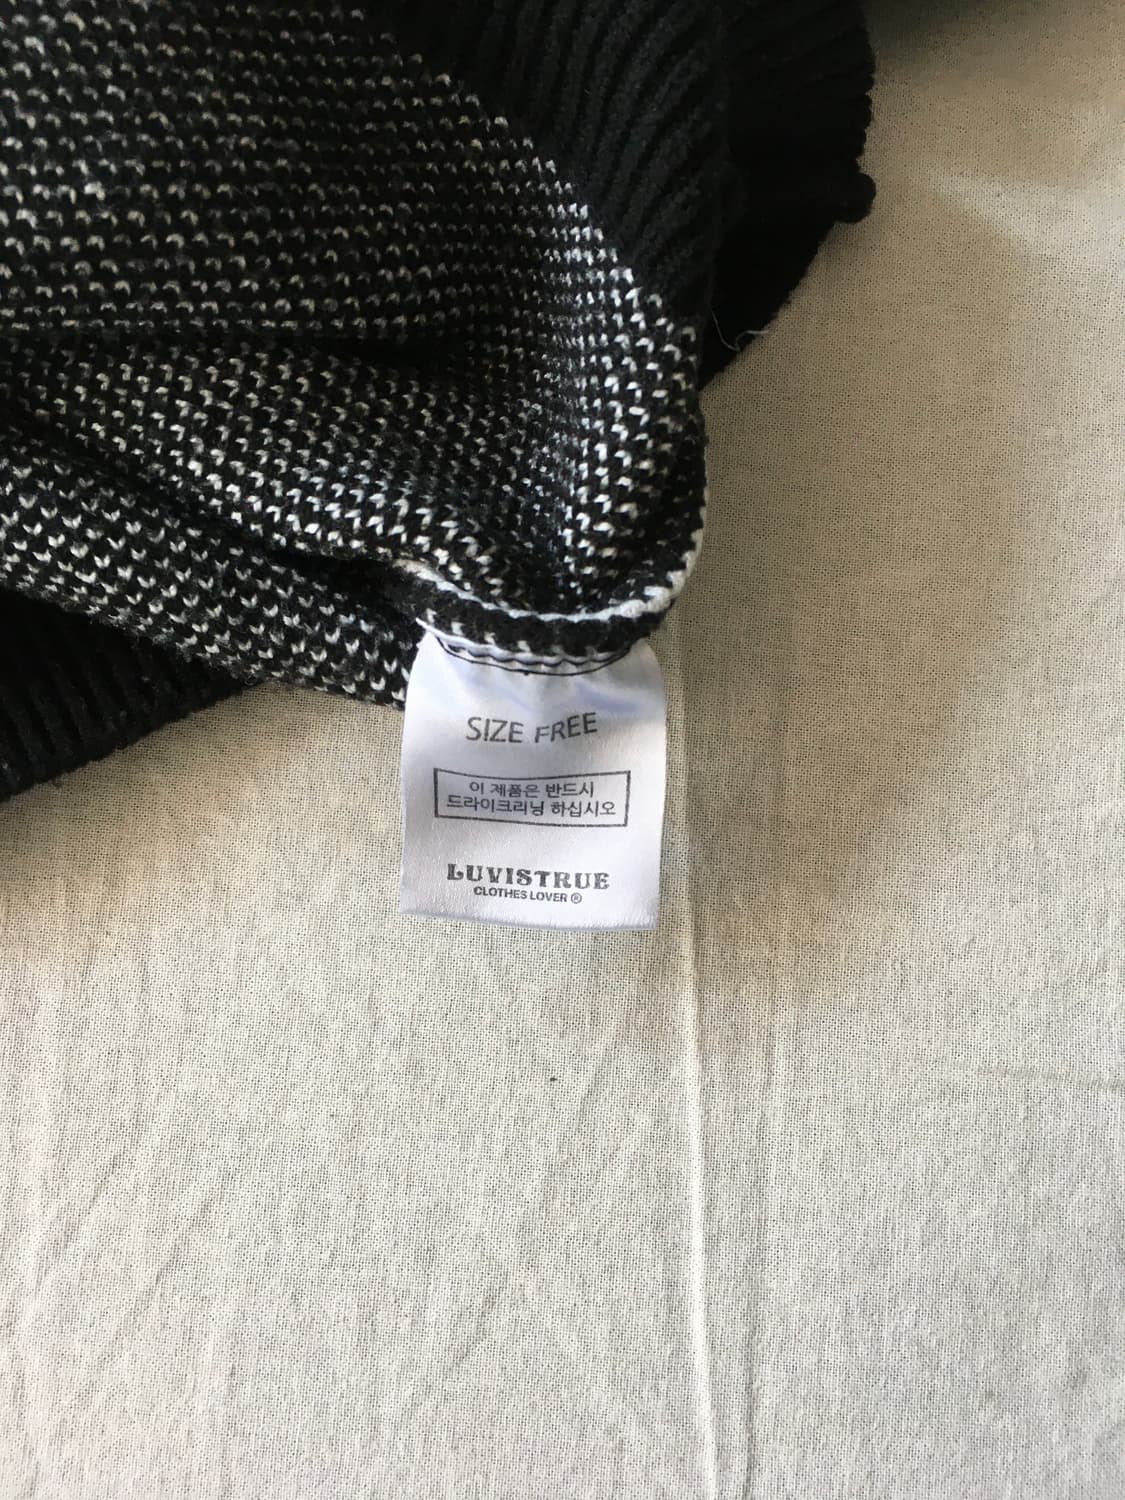 SIZE FREE
이 제품은 반드시
드라이크리닝 하십시오
LUVISTRUE
CLOTHES LOVER ®